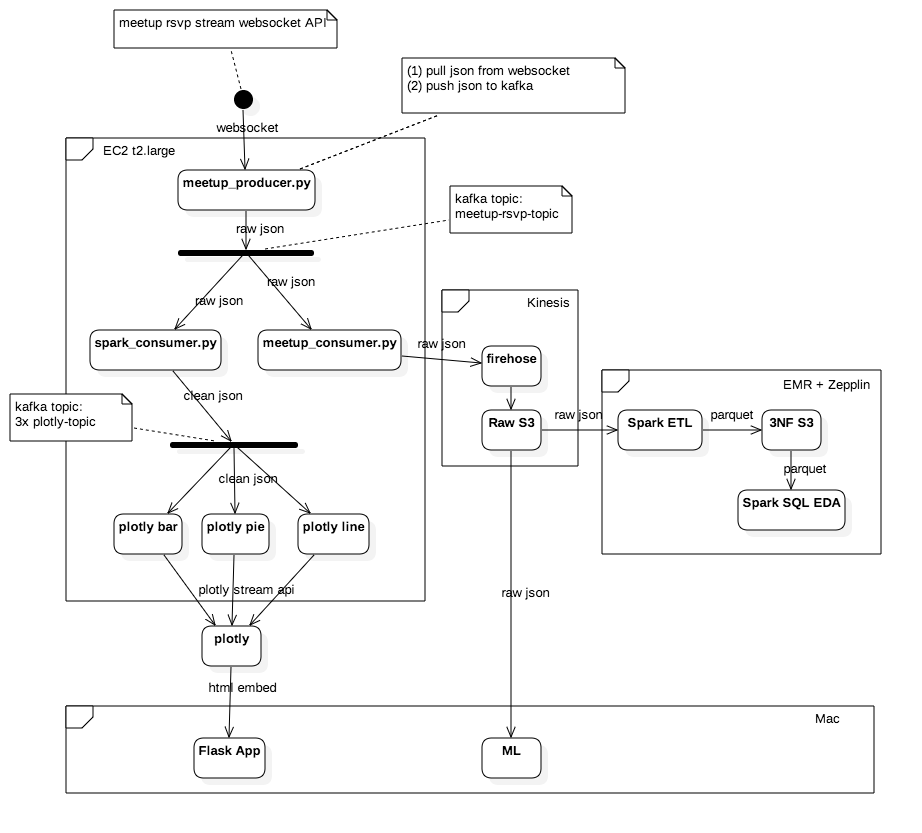 meetup rsvp stream websocket API
(1) pull json from websocket
(2) push json to kafka
websocket
EC2 t2.large
meetup_producer.py
kafka topic:
meetup-rsvp-topic
raw json
raw json
raw json
Kinesis
spark_consumer.py
meetup_consumer.py
raw json
firehose
EMR + Zepplin
clean json
kafka topic:
3x plotly-topic
Raw S3
raw json
Spark ETL
parquet
3NF S3
parquet
clean json
Spark SQL EDA
plotly bar
plotly pie
plotly line
plotly stream api
raw json
plotly
html embed
Mac
Flask App
ML